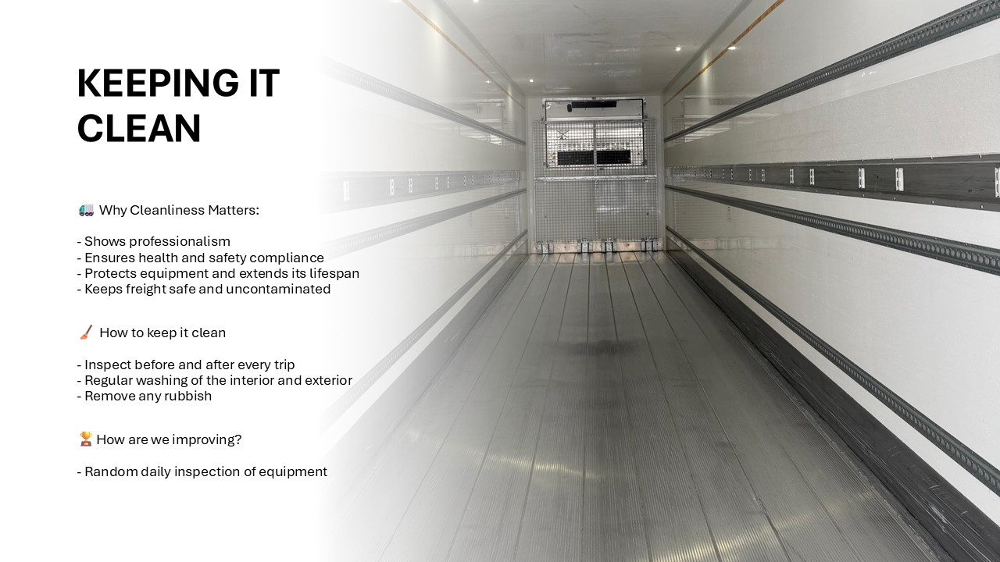 KEEPING IT
CLEAN
🚛 Why Cleanliness Matters:
- Shows professionalism
- Ensures health and safety compliance
- Protects equipment and extends its lifespan
- Keeps freight safe and uncontaminated
🧹 How to keep it clean
- Inspect before and after every trip
- Regular washing of the interior and exterior
- Remove any rubbish
🏆 How are we improving?
- Random daily inspection of equipment